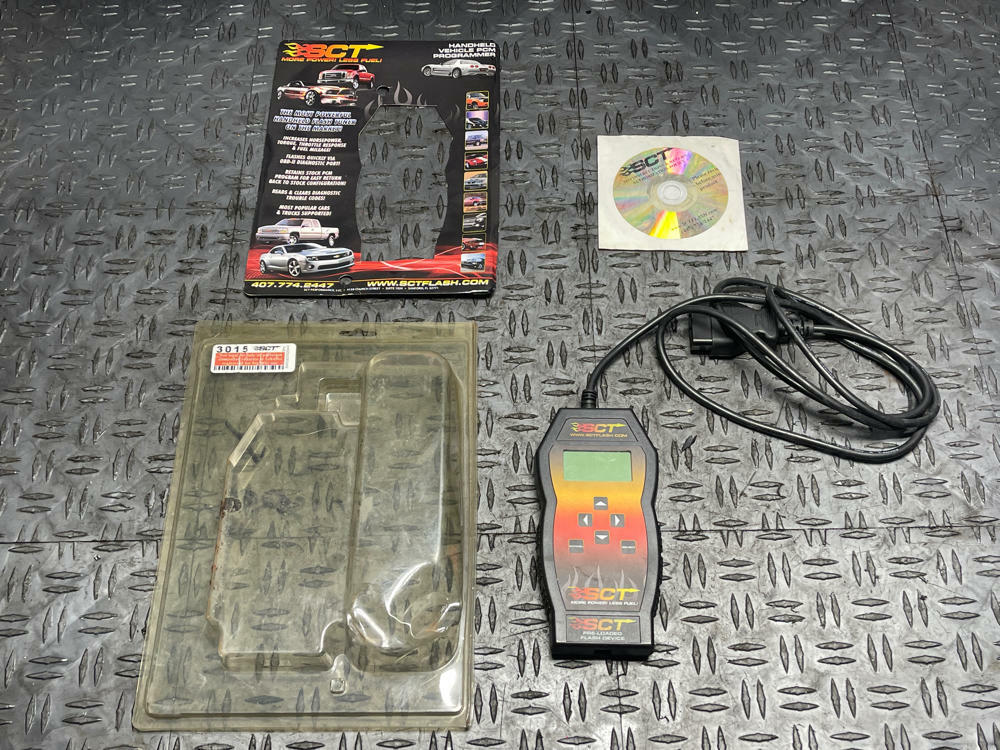 SCT
MORE POWER! LESS FUEL!
HANDHELD
VEHICLE PCM
PROGRAMMER
THE MOST POWERFUL
HANDHELD FLASH TUNER
ON THE MARKET!
INCREASES HORSEPOWER,
TORQUE, THROTTLE RESPONSE
& FUEL MILEAGE!
FLASHES QUICKLY VIA
OBD-II DIAGNOSTIC PORT!
RETAINS STOCK PCM
PROGRAM FOR EASY RETURN
BACK TO STOCK CONFIGURATION!
READS & CLEARS DIAGNOSTIC
TROUBLE CODES!
MOST POPULAR CARS
& TRUCKS SUPPORTED!
407.774.2447 WWW.SCTFLASH.COM
SCT
3015 SCT
SCT
WWW.SCTFLASH.COM
SCT
MORE POWER! LESS FUEL!
SCT
PRE-LOADED
FLASH DEVICE